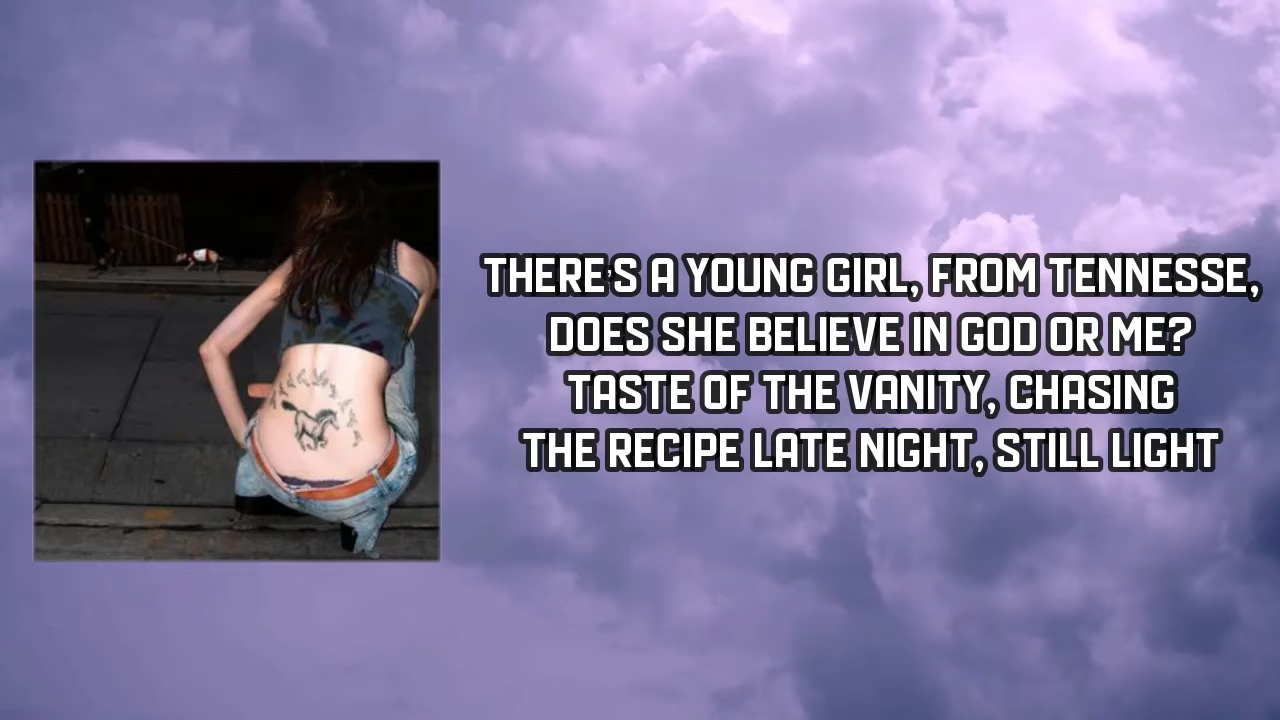 THERE'S A YOUNG GIRL, FROM TENNESSE,
DOES SHE BELIEVE IN GOD OR ME?
TASTE OF THE VANITY, CHASING
THE RECIPE LATE NIGHT, STILL LIGHT